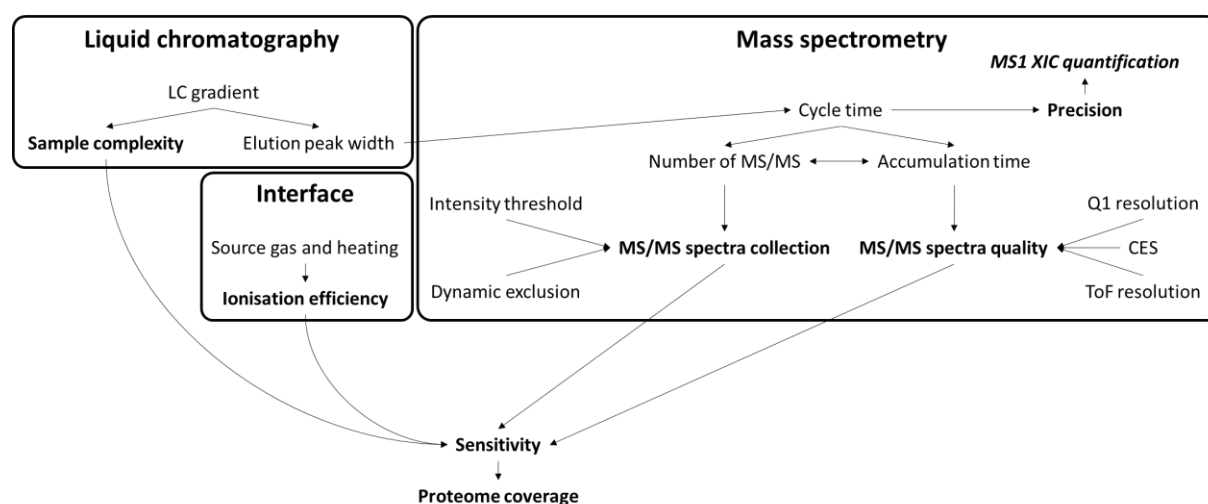 Liquid chromatography
LC gradient
Sample complexity
Elution peak width
Interface
Source gas and heating
Ionisation efficiency
Mass spectrometry
MS1 XIC quantification
Cycle time
Precision
Number of MS/MS
Accumulation time
Intensity threshold
Q1 resolution
MS/MS spectra collection
MS/MS spectra quality
CES
Dynamic exclusion
ToF resolution
Sensitivity
Proteome coverage